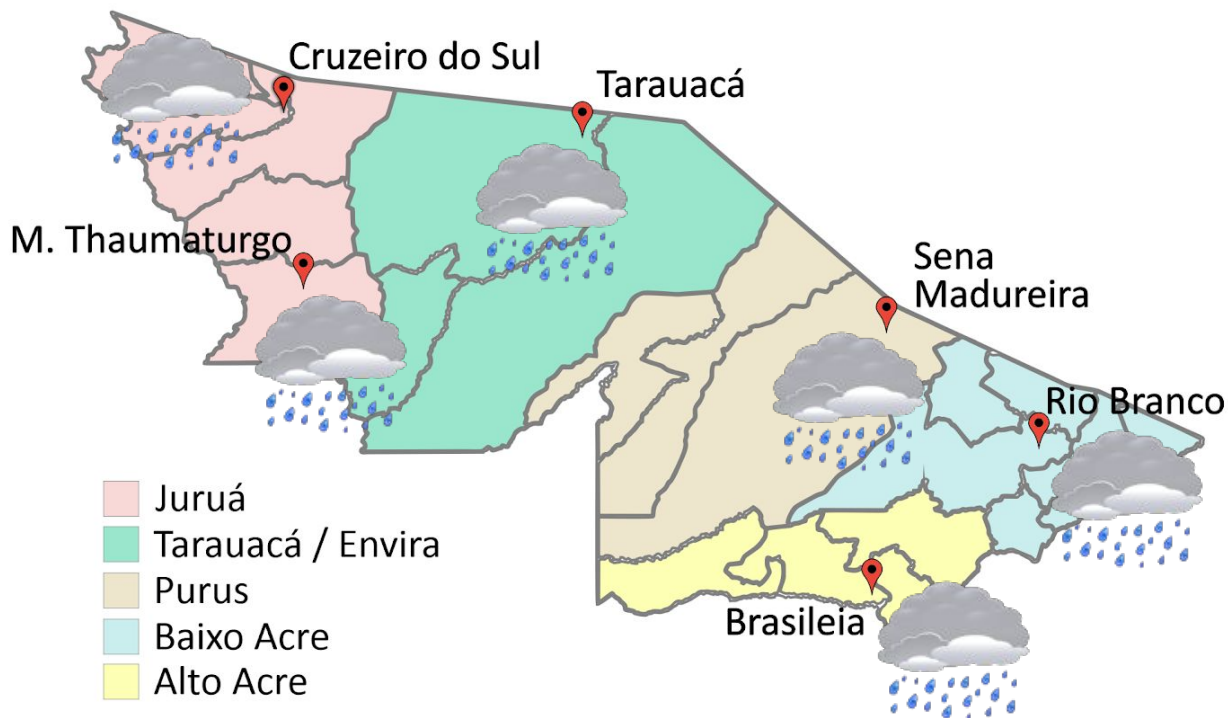 Cruzeiro do Sul
Tarauacá
M. Thaumaturgo
Sena
Madureira
Rio Branco
Brasileia
Juruá
Tarauacá / Envira
Purus
Baixo Acre
Alto Acre